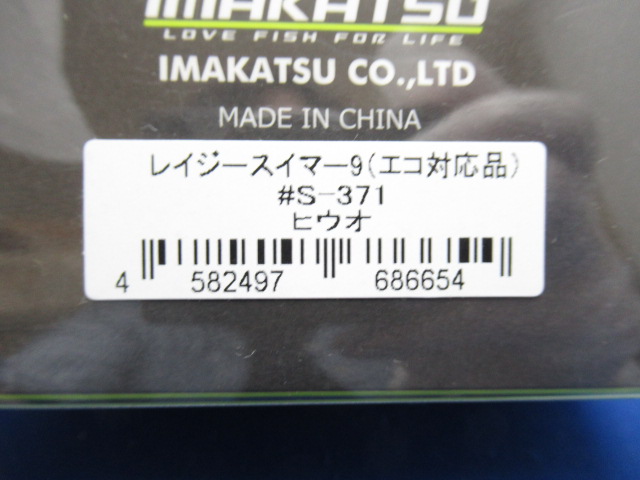 IMAKATSU
LOVE FISH FOR LIFE
IMAKATSU CO.,LTD
MADE IN CHINA
レイジースイマー9(エコ対応品)
#S-371
ヒウオ
4 582497 686654